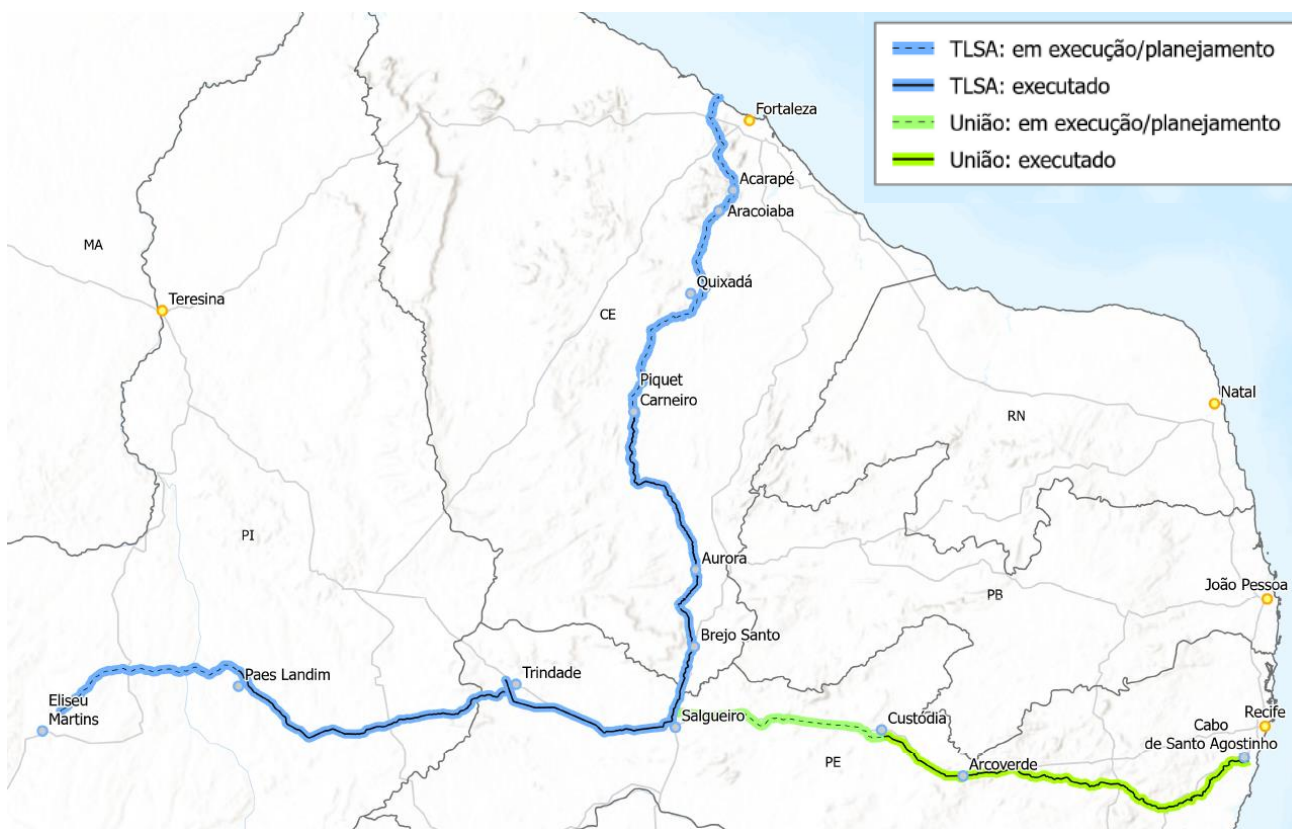 TLSA: em execução/planejamento
TLSA: executado
União: em execução/planejamento
União: executado
Fortaleza
Acarapé
Aracoiaba
MA
Quixadá
Teresina
CE
Piquet
Carneiro
Natal
RN
PI
Aurora
João Pessoa
PB
Brejo Santo
Trindade
Paes Landim
Eliseu
Martins
Salgueiro
Custódia
Recife
Cabo
de Santo Agostinho
PE
Arcoverde